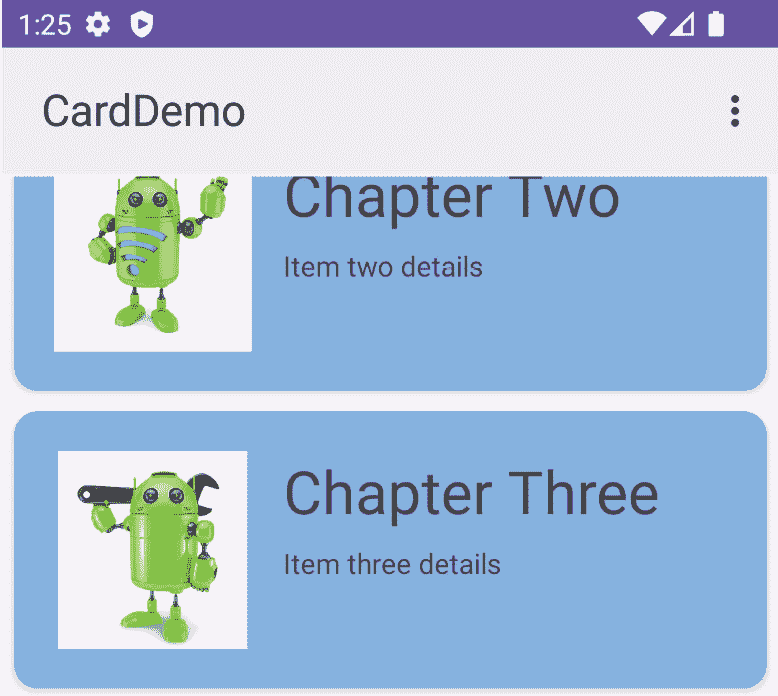 1:25
CardDemo
Chapter Two
Item two details
Chapter Three
Item three details